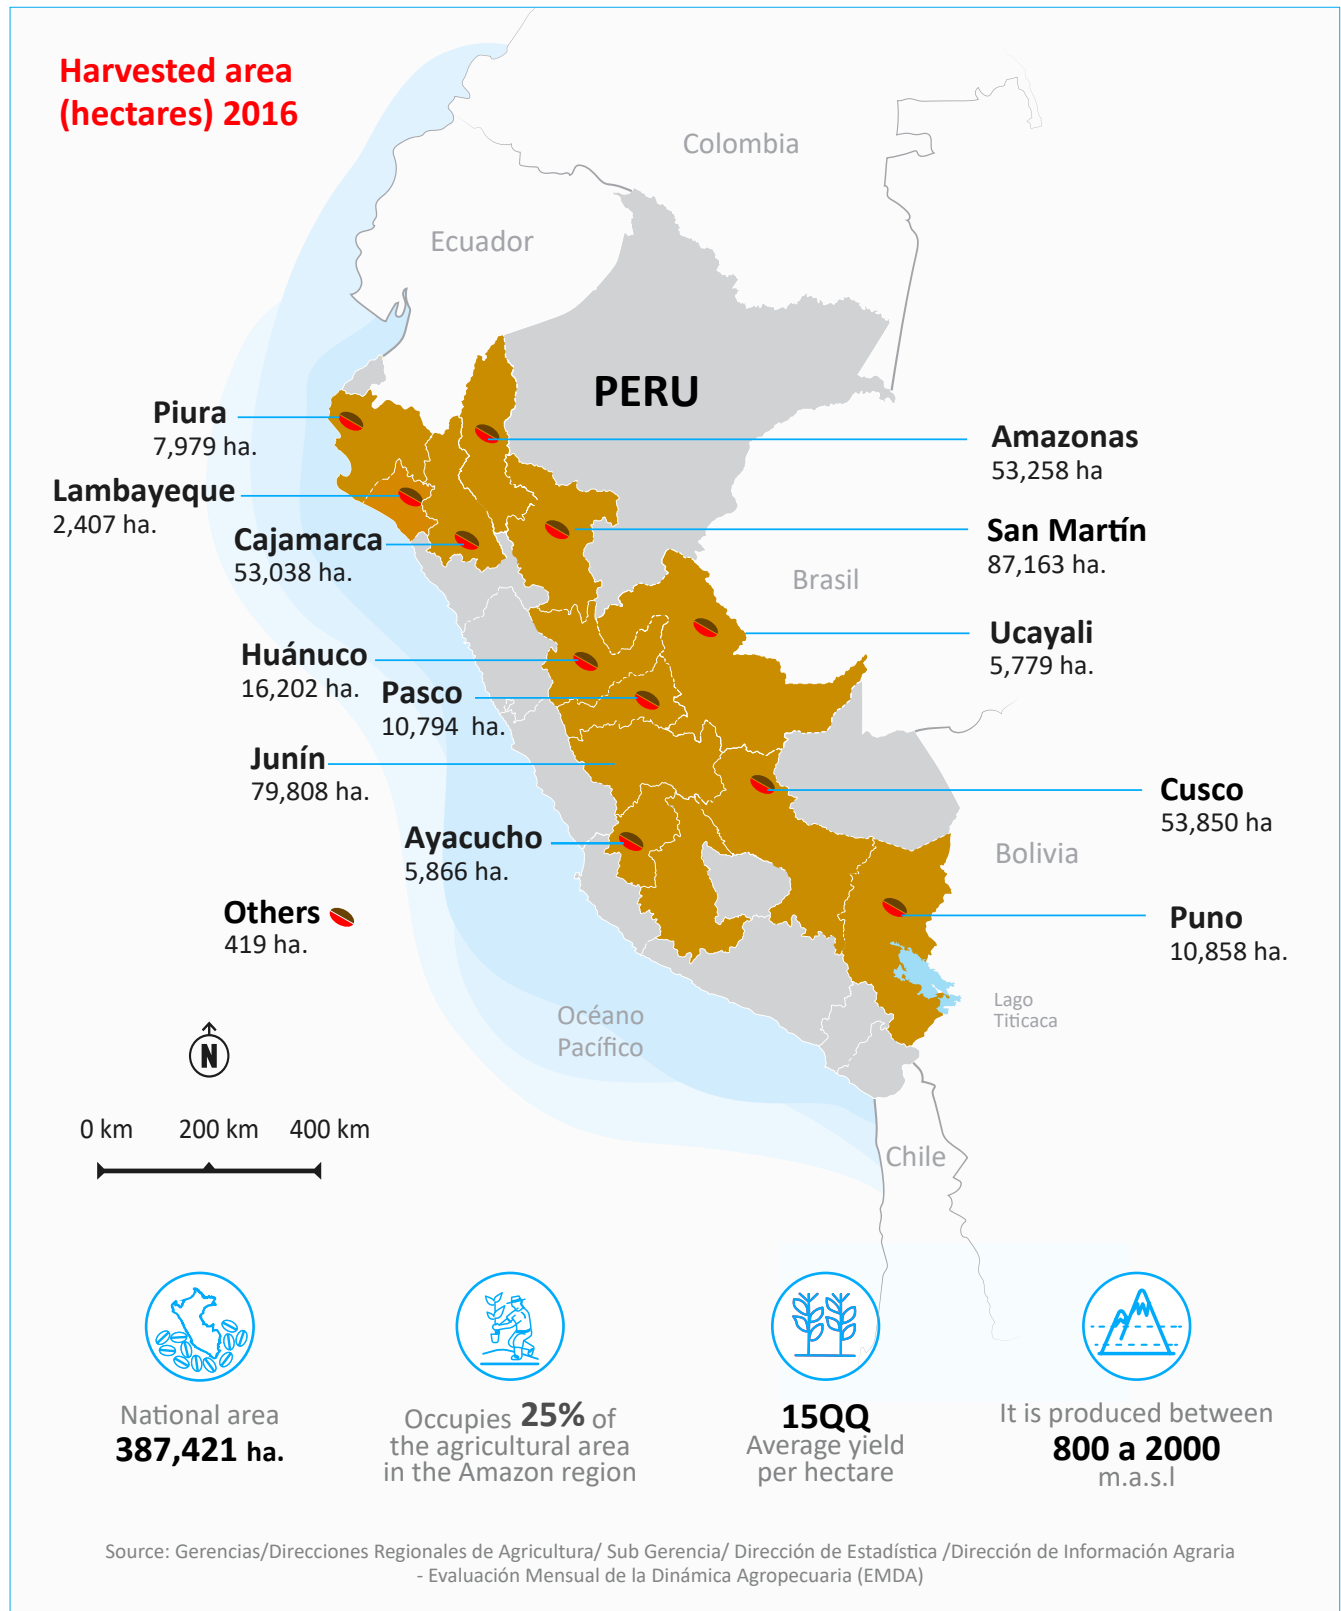 Harvested area
(hectares) 2016
Colombia
Ecuador
PERU
Piura
7,979 ha.
Amazonas
53,258 ha
Lambayeque
2,407 ha.
San Martín
87,163 ha.
Cajamarca
53,038 ha.
Brasil
Ucayali
5,779 ha.
Huánuco
16,202 ha.
Pasco
10,794 ha.
Junín
79,808 ha.
Cusco
53,850 ha
Ayacucho
5,866 ha.
Bolivia
Others
419 ha.
Puno
10,858 ha.
Lago
Titicaca
Océano
Pacífico
N
0 km 200 km 400 km
Chile
National area
387,421 ha.
Occupies 25% of
the agricultural area
in the Amazon region
15QQ
Average yield
per hectare
It is produced between
800 a 2000
m.a.s.l
Source: Gerencias/Direcciones Regionales de Agricultura/ Sub Gerencia/ Dirección de Estadística /Dirección de Información Agraria
- Evaluación Mensual de la Dinámica Agropecuaria (EMDA)